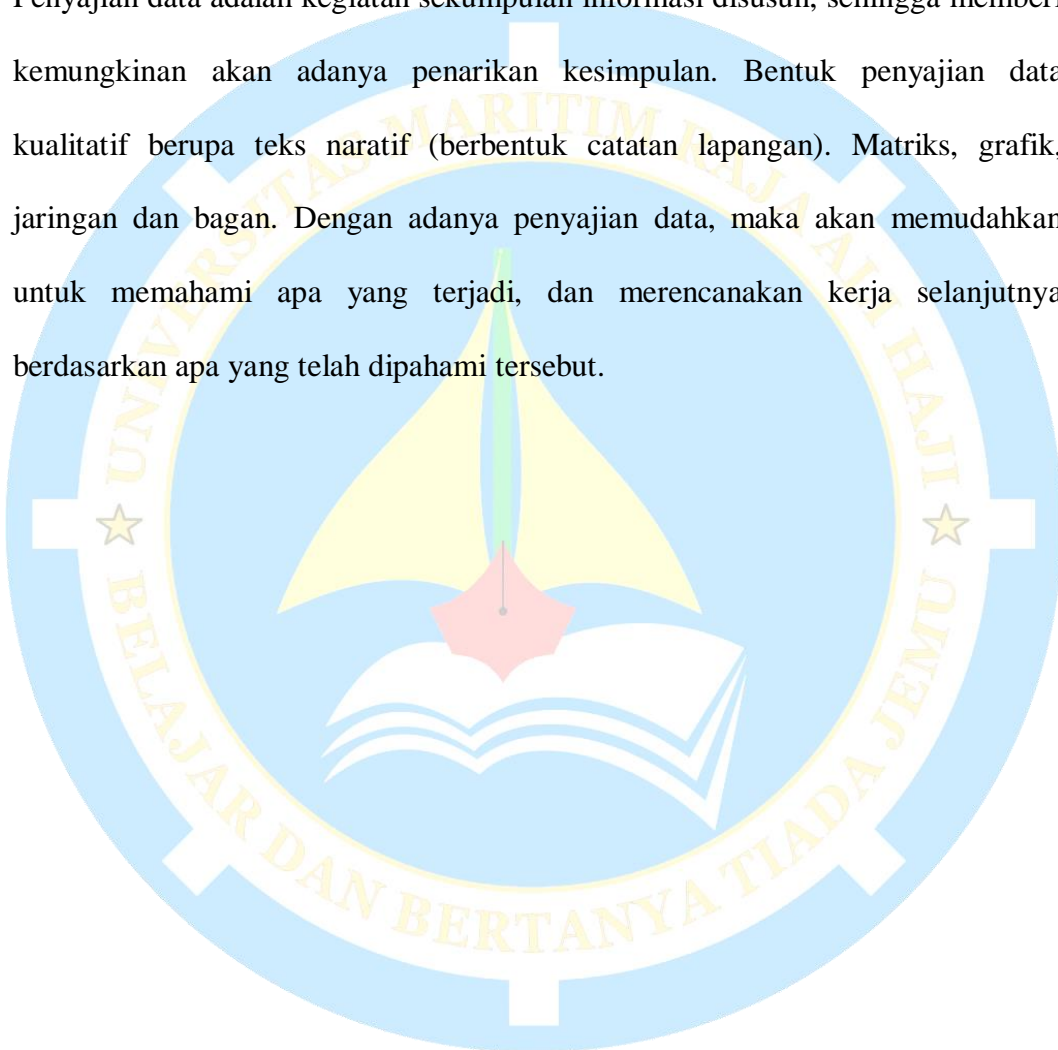 Penyajian data adalah kegiatan sekumpulan informasi disusun, sehingga memberi
kemungkinan akan adanya penarikan kesimpulan. Bentuk penyajian data
kualitatif berupa teks naratif (berbentuk catatan lapangan). Matriks, grafik,
jaringan dan bagan. Dengan adanya penyajian data, maka akan memudahkan
untuk memahami apa yang terjadi, dan merencanakan kerja selanjutnya
berdasarkan apa yang telah dipahami tersebut.
UNIVERSITAS MARITIM RAJA ALI HAJI
BELAJAR DAN BERTANYA TIADA JEMU